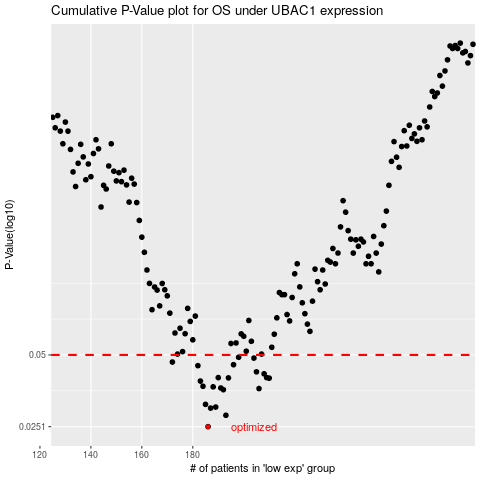 Cumulative P-Value plot for OS under UBAC1 expression
P-Value(log10)
0.05
0.0251
optimized
120
140
160
180
# of patients in 'low exp' group